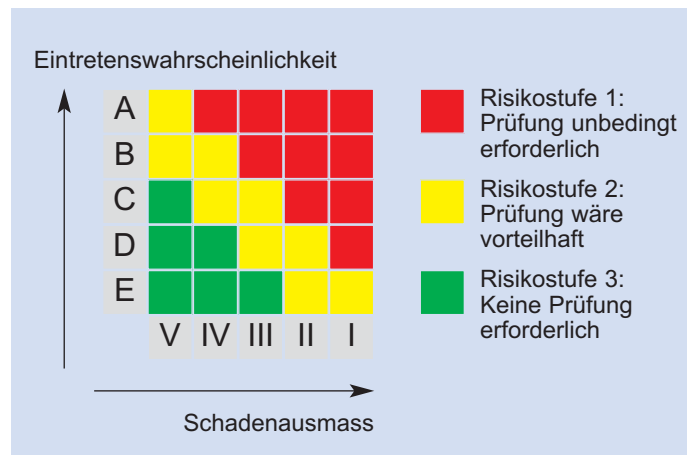 Eintretenswahrscheinlichkeit
A
B
C
D
E
V IV III II I
Schadenausmass
Risikostufe 1:
Prüfung unbedingt
erforderlich
Risikostufe 2:
Prüfung wäre
vorteilhaft
Risikostufe 3:
Keine Prüfung
erforderlich